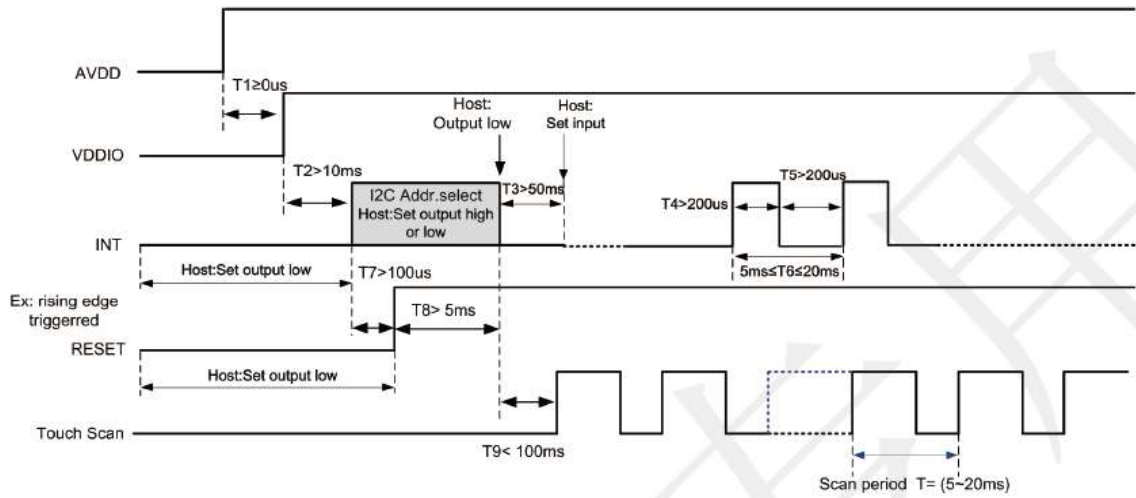 AVDD
T1≥0us
Host:
Output low
Host:
Set input
VDDIO
T2>10ms
T3>50ms
T5>200us
I2C Addr.select
Host:Set output high
or low
T4>200us
INT
Host:Set output low
T7>100us
5ms≤T6≤20ms
Ex: rising edge
triggerred
T8> 5ms
RESET
Host:Set output low
Touch Scan
T9< 100ms
Scan period T= (5~20ms)